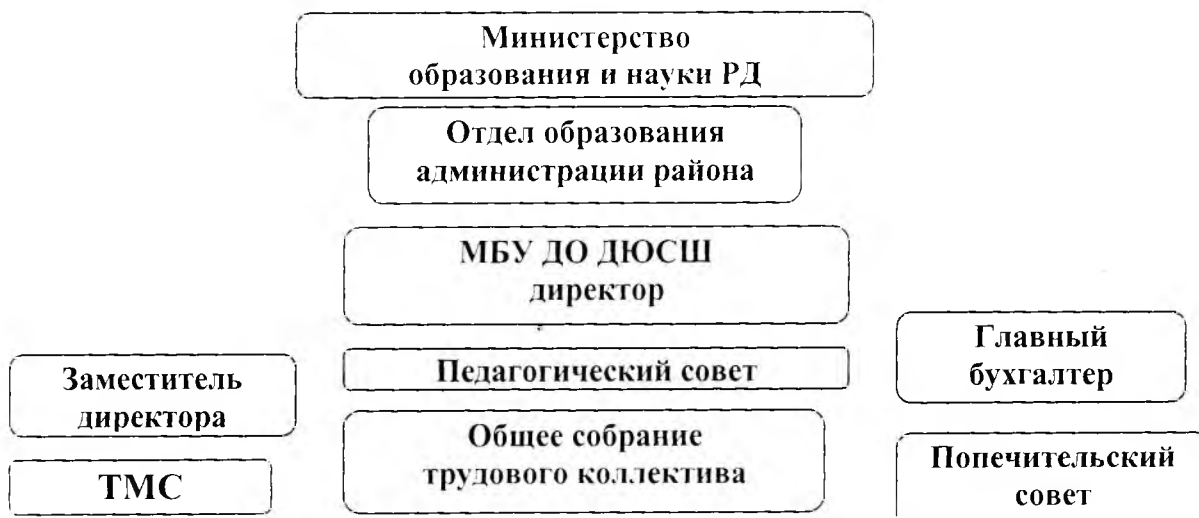 Министерство
образования и науки РД
Отдел образования
администрации района
МБУ ДО ДЮСШ
директор
Главный
бухгалтер
Заместитель
директора
Педагогический совет
Общее собрание
трудового коллектива
ТМС
Попечительский
совет